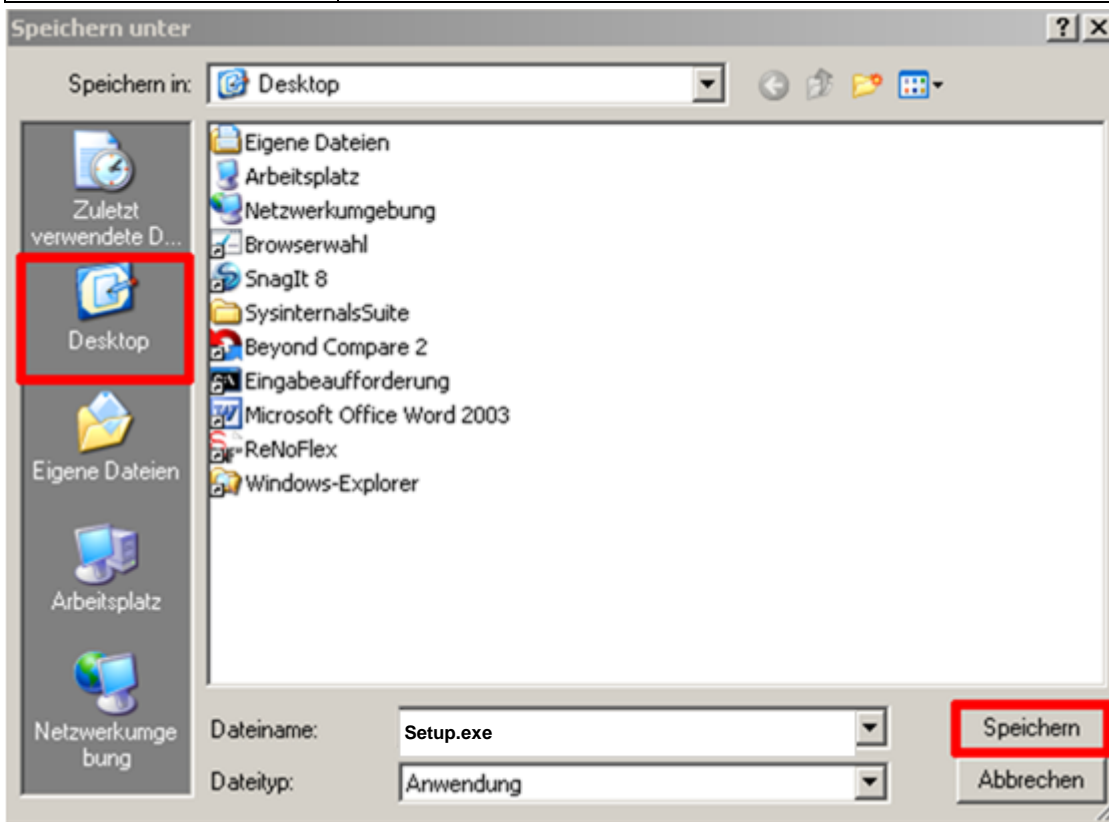 Speichern unter
Speichern in:
Desktop
Zuletzt
verwendete D...
Desktop
Eigene Dateien
Arbeitsplatz
Netzwerkumge
bung
Eigene Dateien
Arbeitsplatz
Netzwerkumgebung
Browserwahl
SnagIt 8
SysinternalsSuite
Beyond Compare 2
Eingabeaufforderung
Microsoft Office Word 2003
ReNoFlex
Windows-Explorer
Dateiname:
Setup.exe
Speichern
Dateityp:
Anwendung
Abbrechen